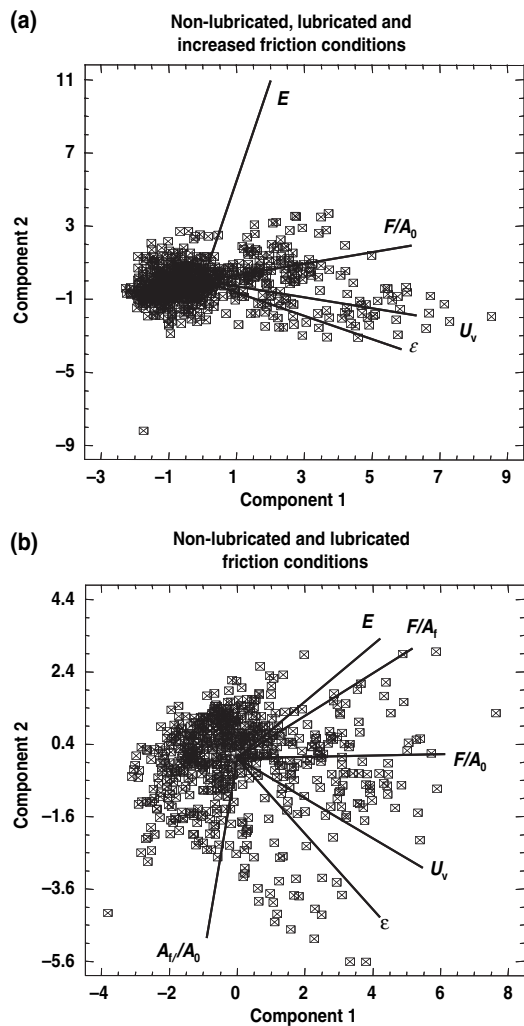 (a)
Non-lubricated, lubricated and
increased friction conditions
11
7
3
−1
−5
−9
Component 2
E
F/A0
Uv
ε
−3 −1 1 3 5 7 9
Component 1
(b)
Non-lubricated and lubricated
friction conditions
4.4
2.4
0.4
−1.6
−3.6
−5.6
Component 2
E
F/Af
F/A0
Uv
ε
Af//A0
−4 −2 0 2 4 6 8
Component 1